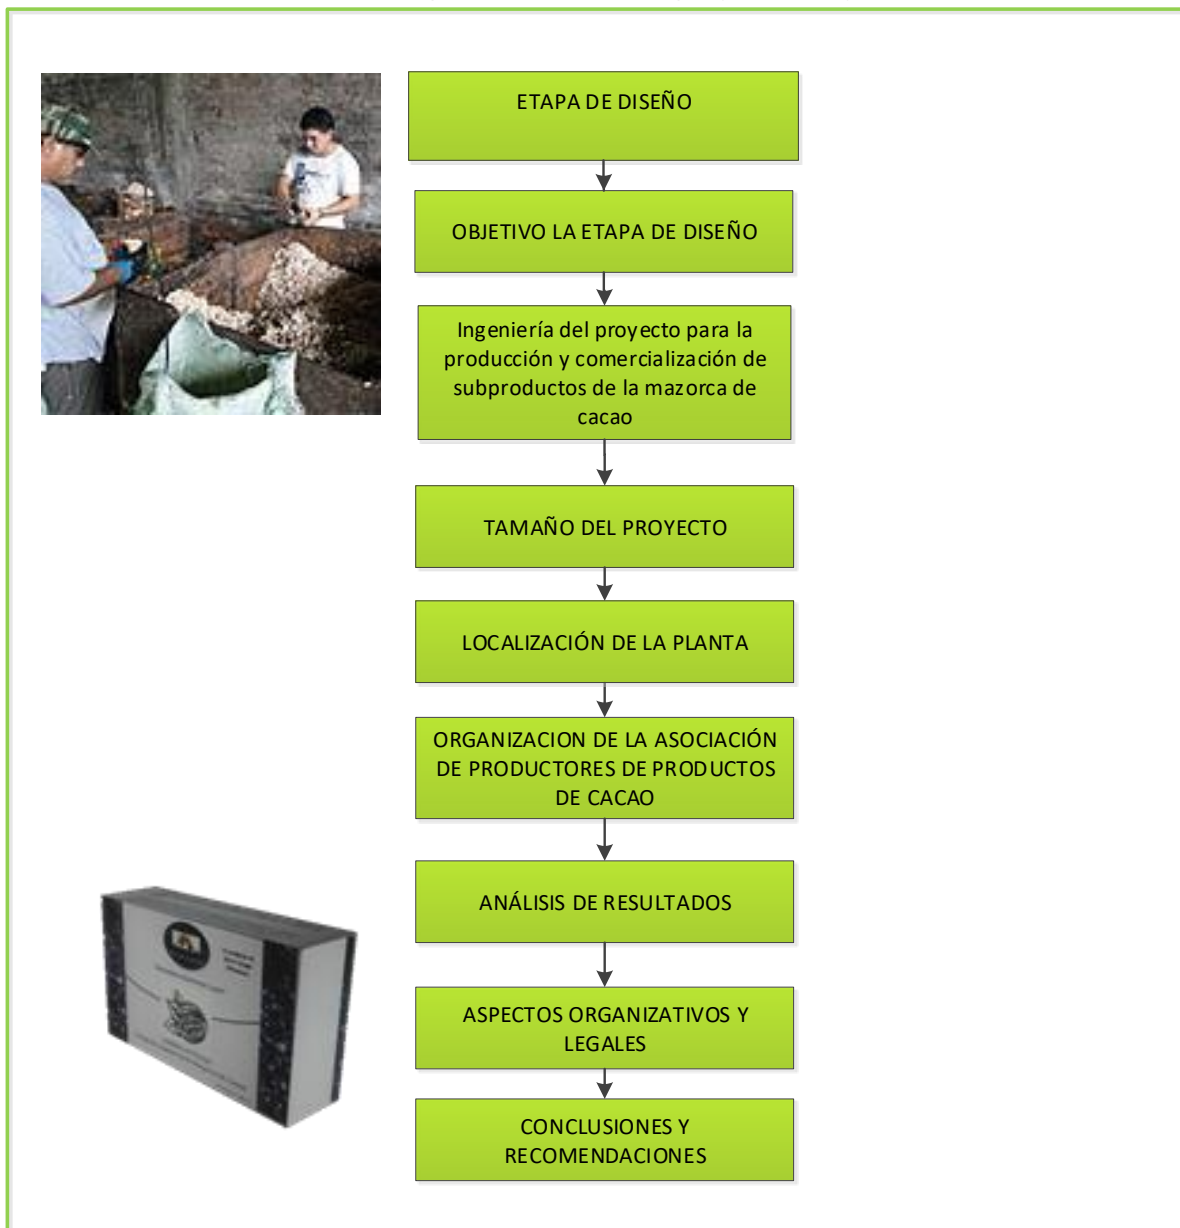 ETAPA DE DISEÑO
OBJETIVO LA ETAPA DE DISEÑO
Ingeniería del proyecto para la
producción y comercialización de
subproductos de la mazorca de
cacao
TAMAÑO DEL PROYECTO
LOCALIZACIÓN DE LA PLANTA
ORGANIZACION DE LA ASOCIACIÓN
DE PRODUCTORES DE PRODUCTOS
DE CACAO
ANÁLISIS DE RESULTADOS
ASPECTOS ORGANIZATIVOS Y
LEGALES
CONCLUSIONES Y
RECOMENDACIONES